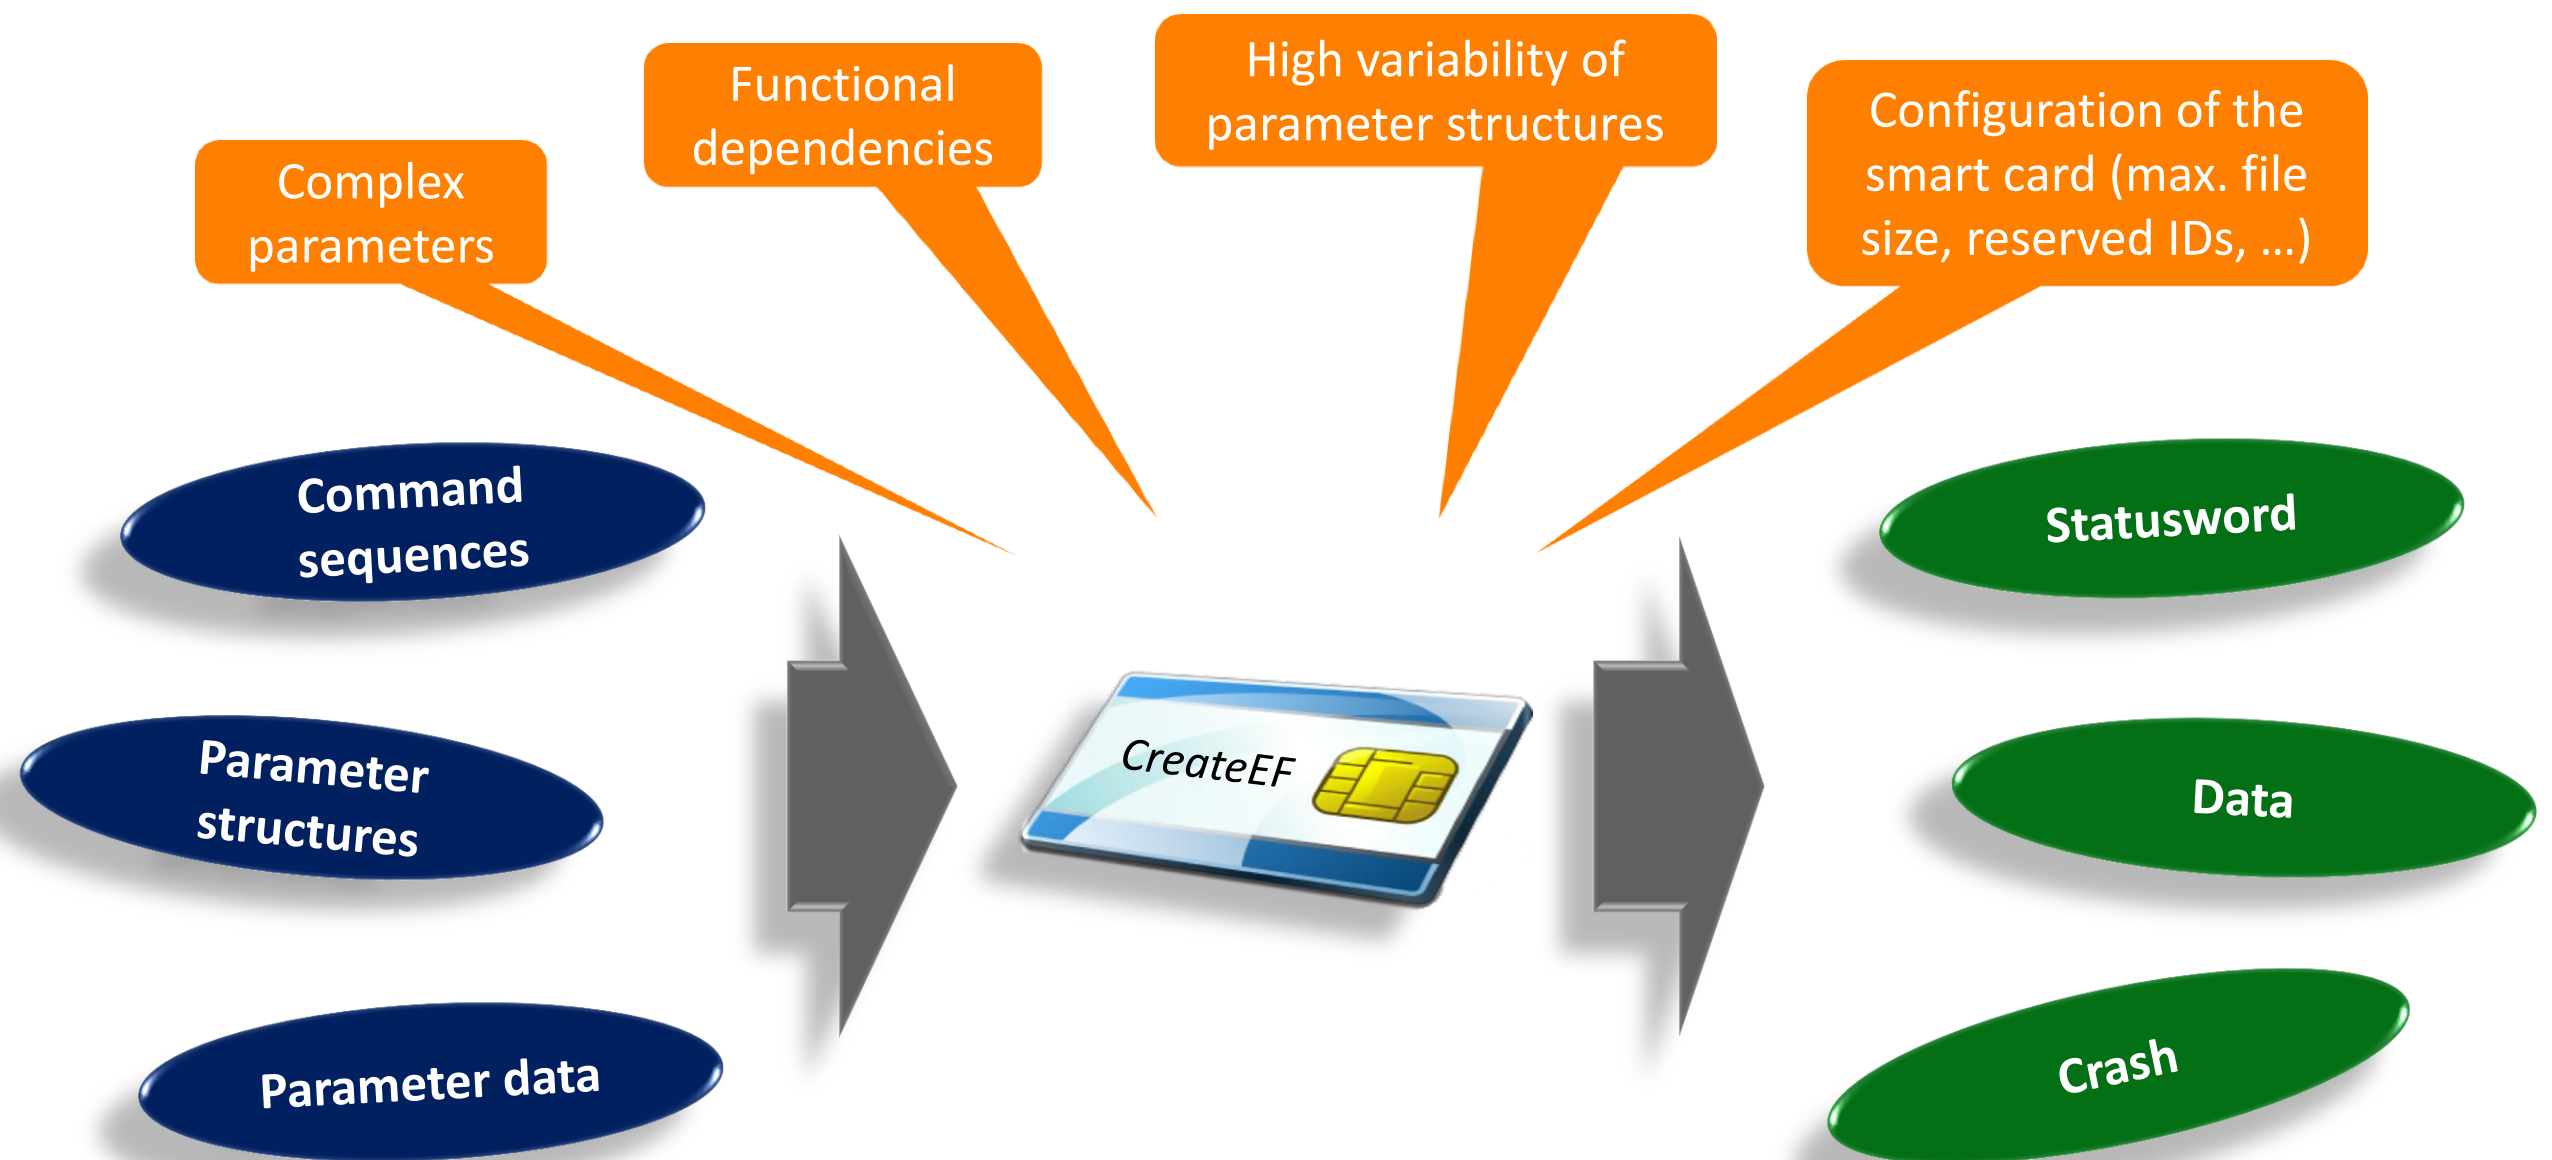 Complex
parameters
Functional
dependencies
High variability of
parameter structures
Configuration of the
smart card (max. file
size, reserved IDs, ...)
Command
sequences
Parameter
structures
Parameter data
CreateEF
Statusword
Data
Crash